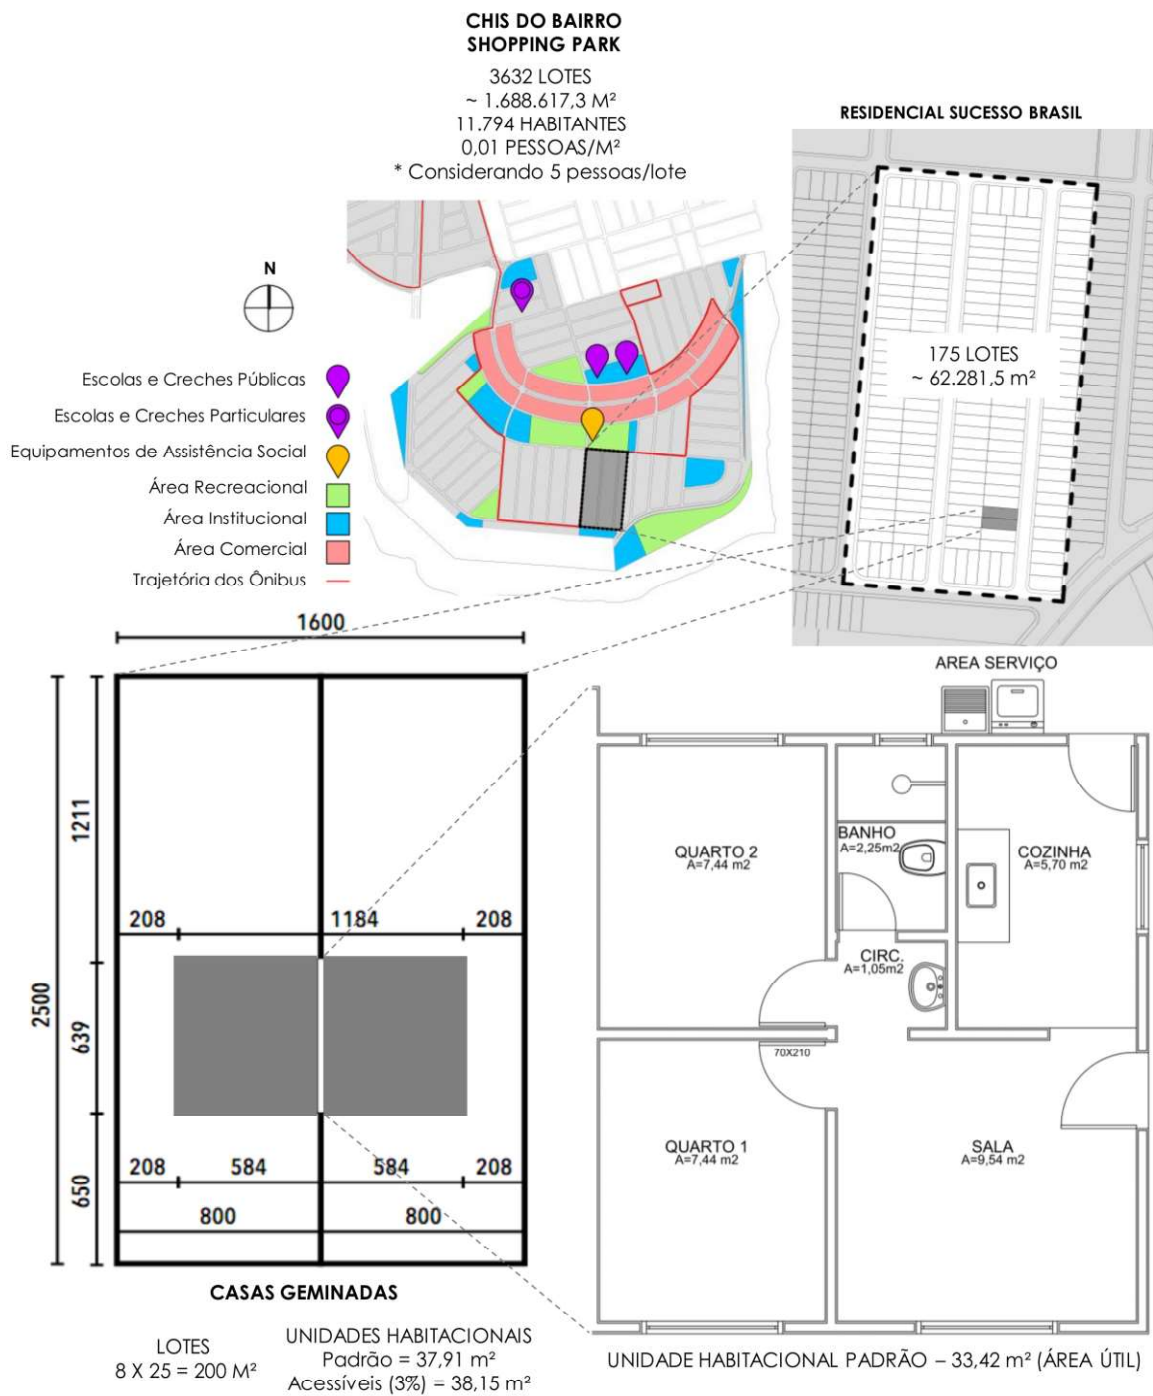 CHIS DO BAIRRO
SHOPPING PARK
3632 LOTES
~ 1.688.617,3 M²
11.794 HABITANTES
0,01 PESSOAS/M²
* Considerando 5 pessoas/lote
RESIDENCIAL SUCESSO BRASIL
175 LOTES
~ 62.281,5 m²
N
Escolas e Creches Públicas
Escolas e Creches Particulares
Equipamentos de Assistência Social
Área Recreacional
Área Institucional
Área Comercial
Trajetória dos Ônibus
1600
2500
1211
639
650
208
1184
208
208
584
584
208
800
800
CASAS GEMINADAS
LOTES
8 X 25 = 200 M²
UNIDADES HABITACIONAIS
Padrão = 37,91 m²
Acessíveis (3%) = 38,15 m²
AREA SERVIÇO
QUARTO 2
A=7,44 m2
BANHO
A=2,25m2
COZINHA
A=5,70 m2
CIRC.
A=1,05m2
70X210
QUARTO 1
A=7,44 m2
SALA
A=9,54 m2
UNIDADE HABITACIONAL PADRÃO – 33,42 m² (ÁREA ÚTIL)